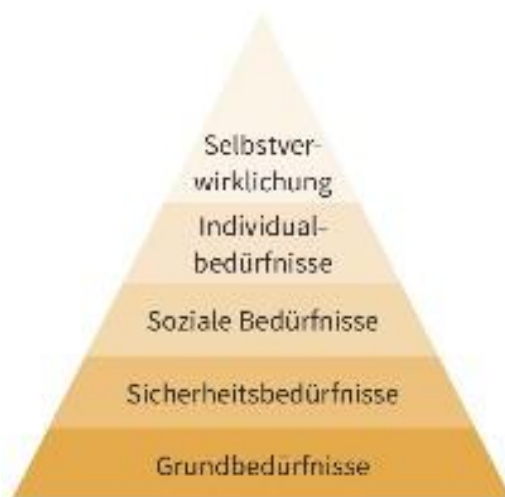 Selbstver-
wirklichung
Individual-
bedürfnisse
Soziale Bedürfnisse
Sicherheitsbedürfnisse
Grundbedürfnisse